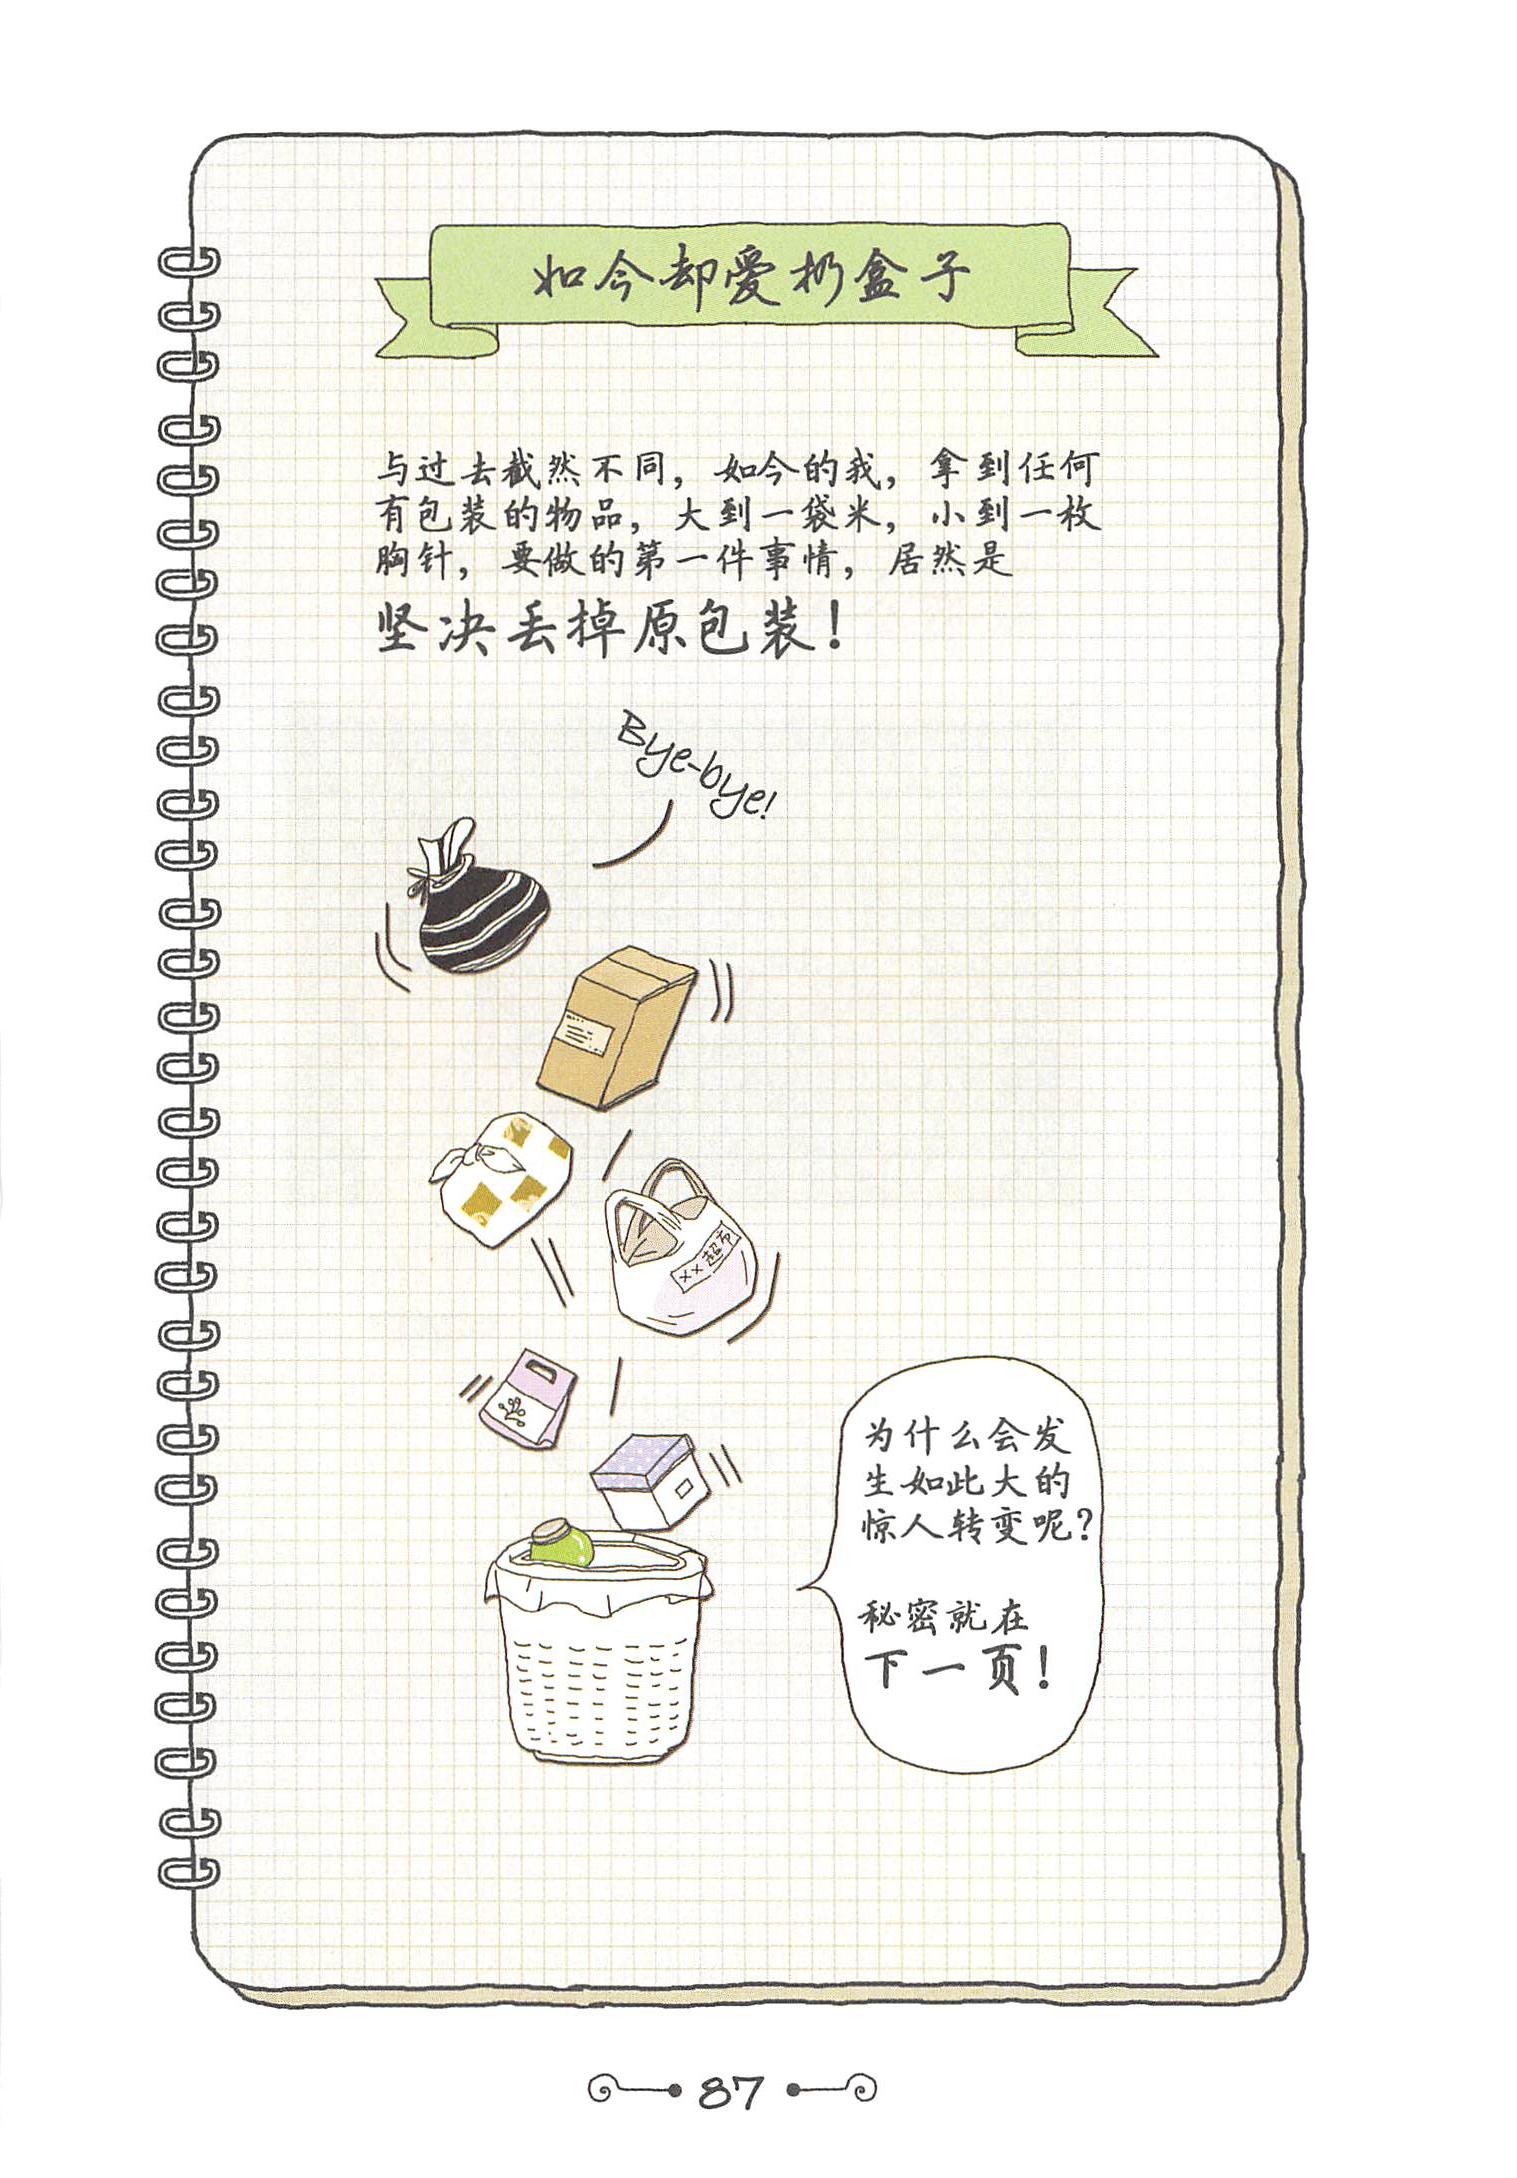 如今却爱扔盒子
与过去截然不同，如今的我，拿到任何
有包装的物品，大到一袋米，小到一枚
胸针，要做的第一件事情，居然是
坚决丢掉原包装！
Bye-bye!
××超市
为什么会发
生如此大的
惊人转变呢？
秘密就在
下一页！
87